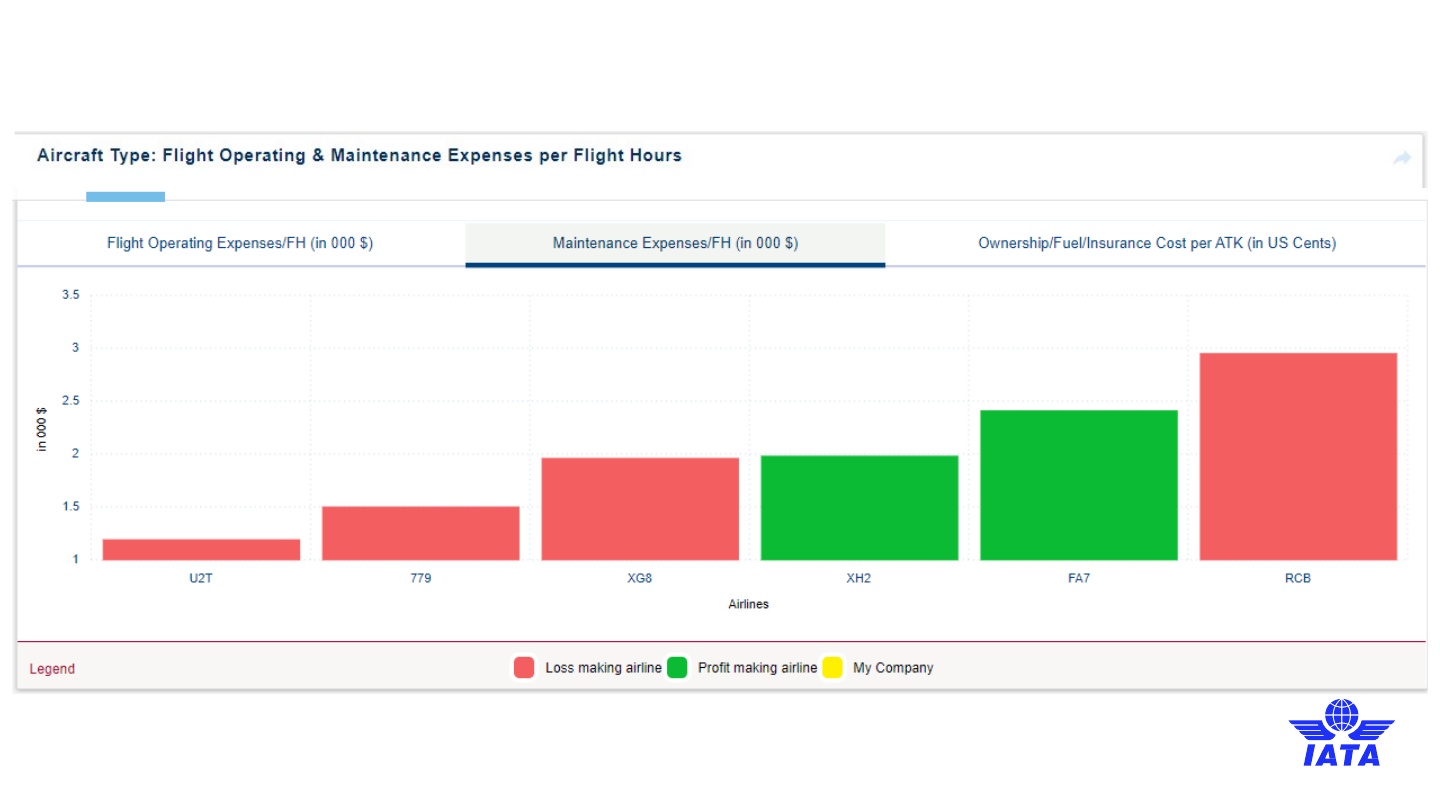 Aircraft Type: Flight Operating & Maintenance Expenses per Flight Hours
Flight Operating Expenses/FH (in 000 $)
Maintenance Expenses/FH (in 000 $)
Ownership/Fuel/Insurance Cost per ATK (in US Cents)
3.5
3
2.5
2
1.5
1
in 000 $
U2T
779
XG8
XH2
FA7
RCB
Airlines
Legend
Loss making airline
Profit making airline
My Company
IATA